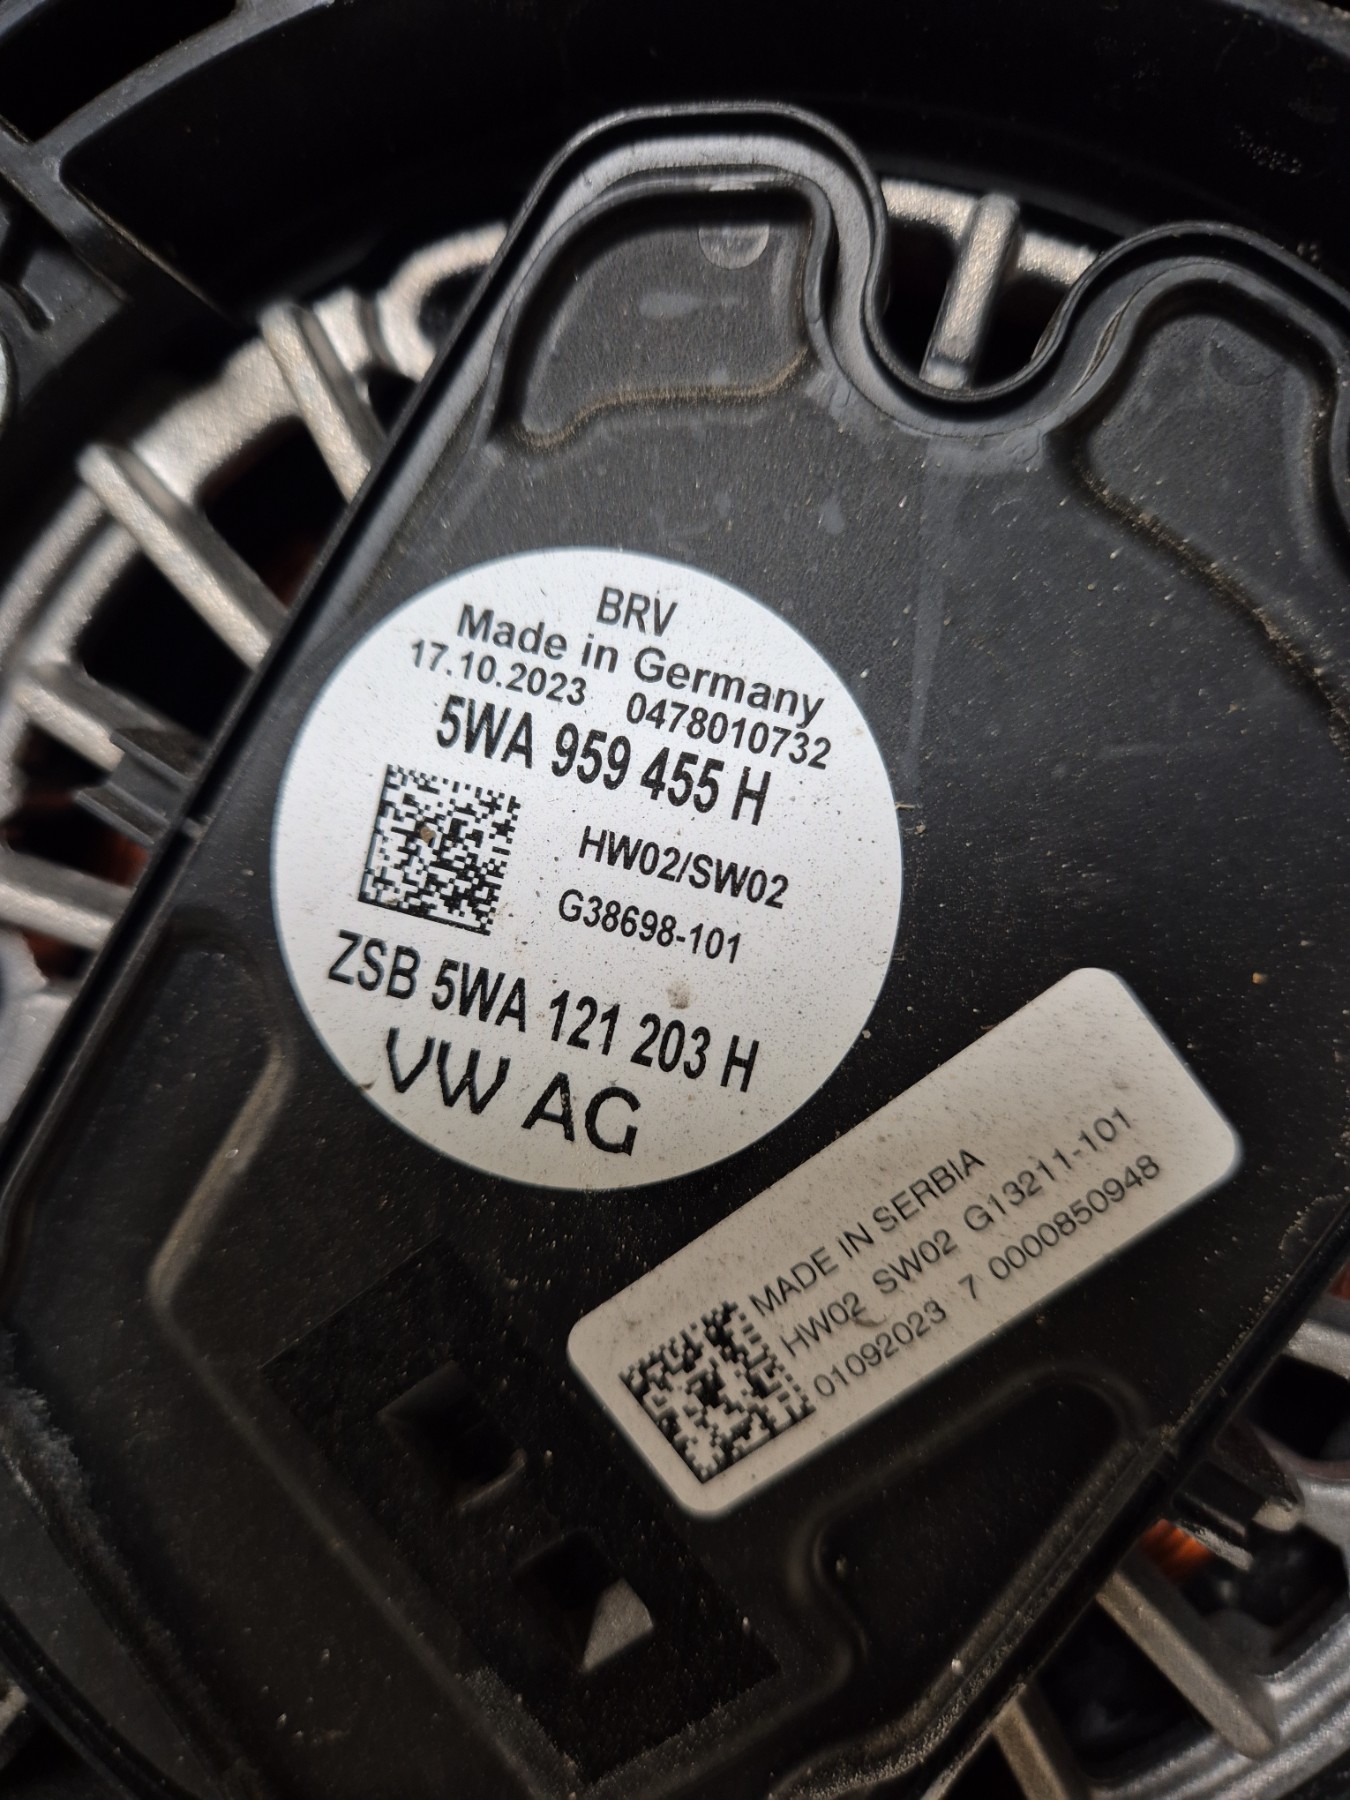 BRV
Made in Germany
17.10.2023 0478010732
5WA 959 455 H
HW02/SW02
G38698-101
ZSB 5WA 121 203 H
VW AG
MADE IN SERBIA
HW02 SW02 G13211-101
01092023 7 0000850948